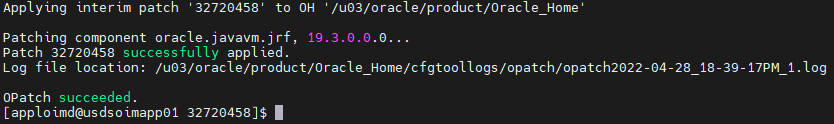 Applying interim patch '32720458' to OH '/u03/oracle/product/Oracle_Home'
Patching component oracle.javavm.jrf, 19.3.0.0.0...
Patch 32720458 successfully applied.
Log file location: /u03/oracle/product/Oracle_Home/cfgtoollogs/opatch/opatch2022-04-28_18-39-17PM_1.log
OPatch succeeded.
[apploimd@usdsoimapp01 32720458]$